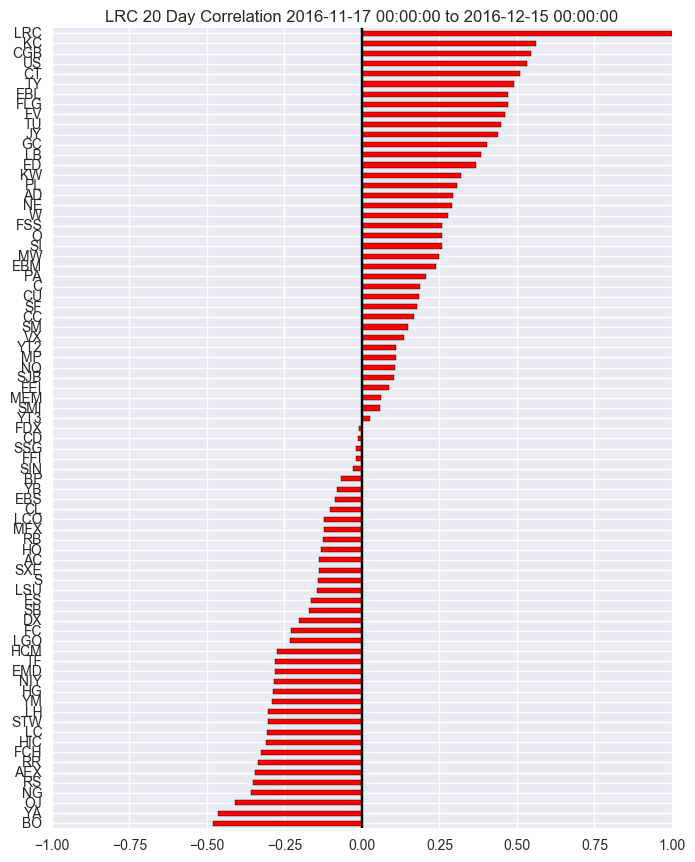 LRC 20 Day Correlation 2016-11-17 00:00:00 to 2016-12-15 00:00:00
LRC
KC
CGB
US
CT
TY
EBL
FLG
FV
TU
JY
GC
LB
ED
KW
PL
AD
NE
W
FSS
O
SI
MW
EBM
PA
C
CU
SF
CC
SM
VX
YT2
MP
NQ
SJB
FEI
MEM
SMI
YT3
FDX
CD
SSG
FFI
SIN
BP
YB
EBS
CL
LCO
MFX
RB
HO
AC
SXE
S
LSU
ES
SB
DX
FC
LGO
HCM
TF
EMD
NIY
HG
YM
LH
STW
LC
HIC
FCH
RR
AEX
RS
NG
OJ
YA
BO
−1.00 −0.75 −0.50 −0.25 0.00 0.25 0.50 0.75 1.00